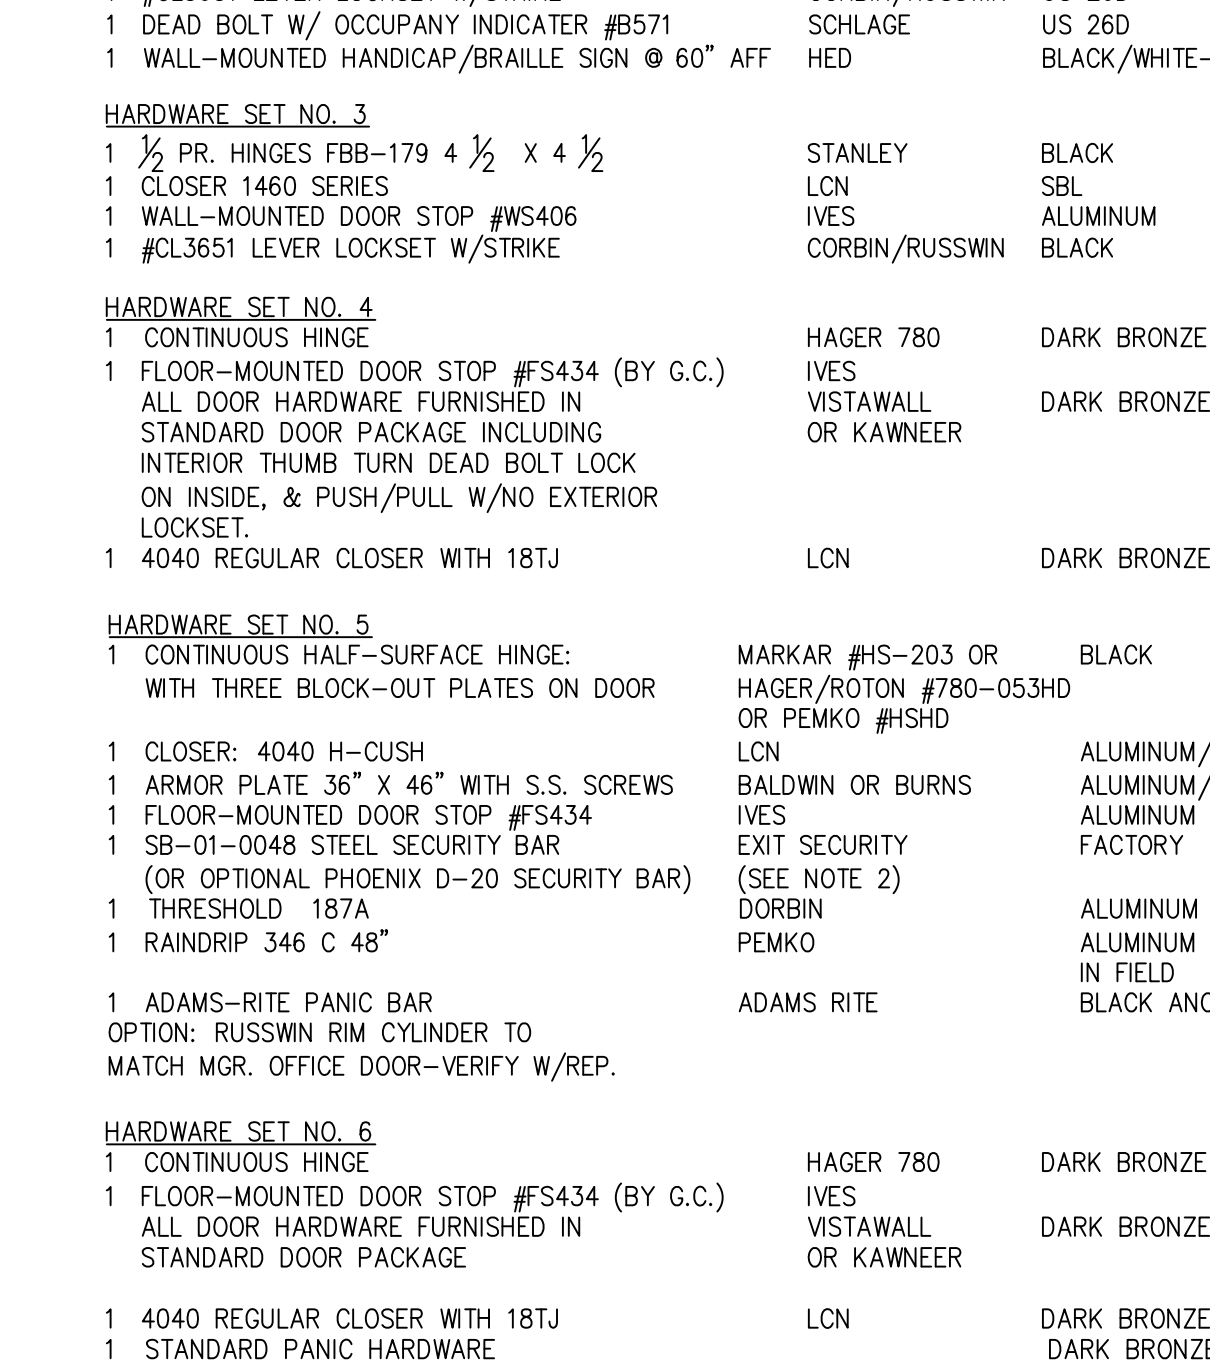 1 DEAD BOLT W/ OCCUPANY INDICATER #B571 SCHLAGE US 26D
1 WALL-MOUNTED HANDICAP/BRAILLE SIGN @ 60" AFF HED BLACK/WHITE-
HARDWARE SET NO. 3
1 ½ PR. HINGES FBB-179 4 ½ X 4 ½ STANLEY BLACK
1 CLOSER 1460 SERIES LCN SBL
1 WALL-MOUNTED DOOR STOP #WS406 IVES ALUMINUM
1 #CL3651 LEVER LOCKSET W/STRIKE CORBIN/RUSSWIN BLACK
HARDWARE SET NO. 4
1 CONTINUOUS HINGE HAGER 780 DARK BRONZE
1 FLOOR-MOUNTED DOOR STOP #FS434 (BY G.C.) IVES
ALL DOOR HARDWARE FURNISHED IN VISTAWALL DARK BRONZE
STANDARD DOOR PACKAGE INCLUDING OR KAWNEER
INTERIOR THUMB TURN DEAD BOLT LOCK
ON INSIDE, & PUSH/PULL W/NO EXTERIOR
LOCKSET.
1 4040 REGULAR CLOSER WITH 18TJ LCN DARK BRONZE
HARDWARE SET NO. 5
1 CONTINUOUS HALF-SURFACE HINGE: MARKAR #HS-203 OR BLACK
WITH THREE BLOCK-OUT PLATES ON DOOR HAGER/ROTON #780-053HD
OR PEMKO #HSHD
1 CLOSER: 4040 H-CUSH LCN ALUMINUM/
1 ARMOR PLATE 36" X 46" WITH S.S. SCREWS BALDWIN OR BURNS ALUMINUM/
1 FLOOR-MOUNTED DOOR STOP #FS434 IVES ALUMINUM
1 SB-01-0048 STEEL SECURITY BAR EXIT SECURITY FACTORY
(OR OPTIONAL PHOENIX D-20 SECURITY BAR) (SEE NOTE 2)
1 THRESHOLD 187A DORBIN ALUMINUM
1 RAINDRIP 346 C 48" PEMKO ALUMINUM
IN FIELD
1 ADAMS-RITE PANIC BAR ADAMS RITE BLACK
OPTION: RUSSWIN RIM CYLINDER TO
MATCH MGR. OFFICE DOOR-VERIFY W/REP.
HARDWARE SET NO. 6
1 CONTINUOUS HINGE HAGER 780 DARK BRONZE
1 FLOOR-MOUNTED DOOR STOP #FS434 (BY G.C.) IVES
ALL DOOR HARDWARE FURNISHED IN VISTAWALL DARK BRONZE
STANDARD DOOR PACKAGE OR KAWNEER
1 4040 REGULAR CLOSER WITH 18TJ LCN DARK BRONZE
1 STANDARD PANIC HARDWARE DARK BRONZE